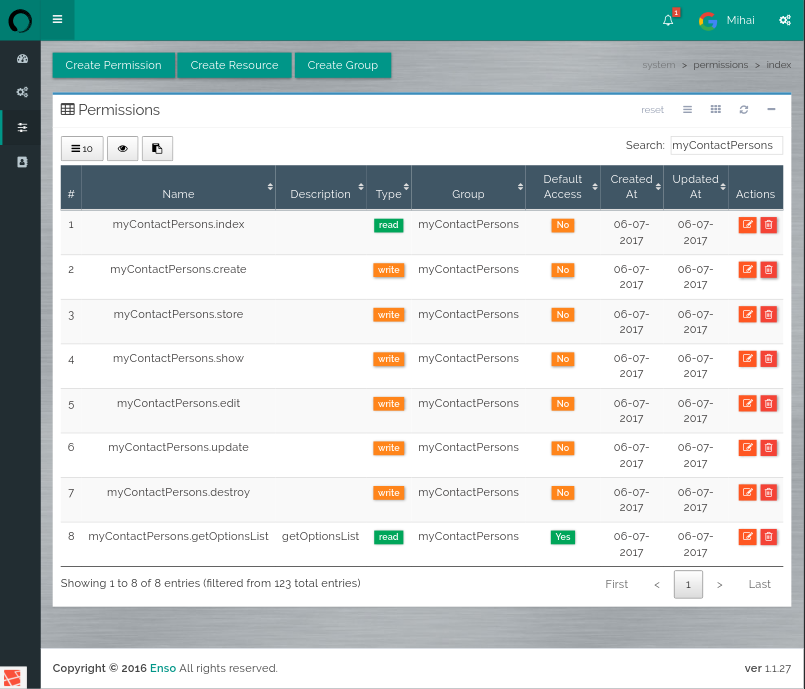 1
Mihai
Create Permission Create Resource Create Group
system > permissions > index
Permissions
reset
10
Search: myContactPersons
# Name Description Type Group Default Access Created At Updated At Actions
1 myContactPersons.index read myContactPersons No 06-07-2017 06-07-2017
2 myContactPersons.create write myContactPersons No 06-07-2017 06-07-2017
3 myContactPersons.store write myContactPersons No 06-07-2017 06-07-2017
4 myContactPersons.show write myContactPersons No 06-07-2017 06-07-2017
5 myContactPersons.edit write myContactPersons No 06-07-2017 06-07-2017
6 myContactPersons.update write myContactPersons No 06-07-2017 06-07-2017
7 myContactPersons.destroy write myContactPersons No 06-07-2017 06-07-2017
8 myContactPersons.getOptionsList getOptionsList read myContactPersons Yes 06-07-2017 06-07-2017
Showing 1 to 8 of 8 entries (filtered from 123 total entries)
First < 1 > Last
Copyright © 2016 Enso All rights reserved.
ver 1.1.27